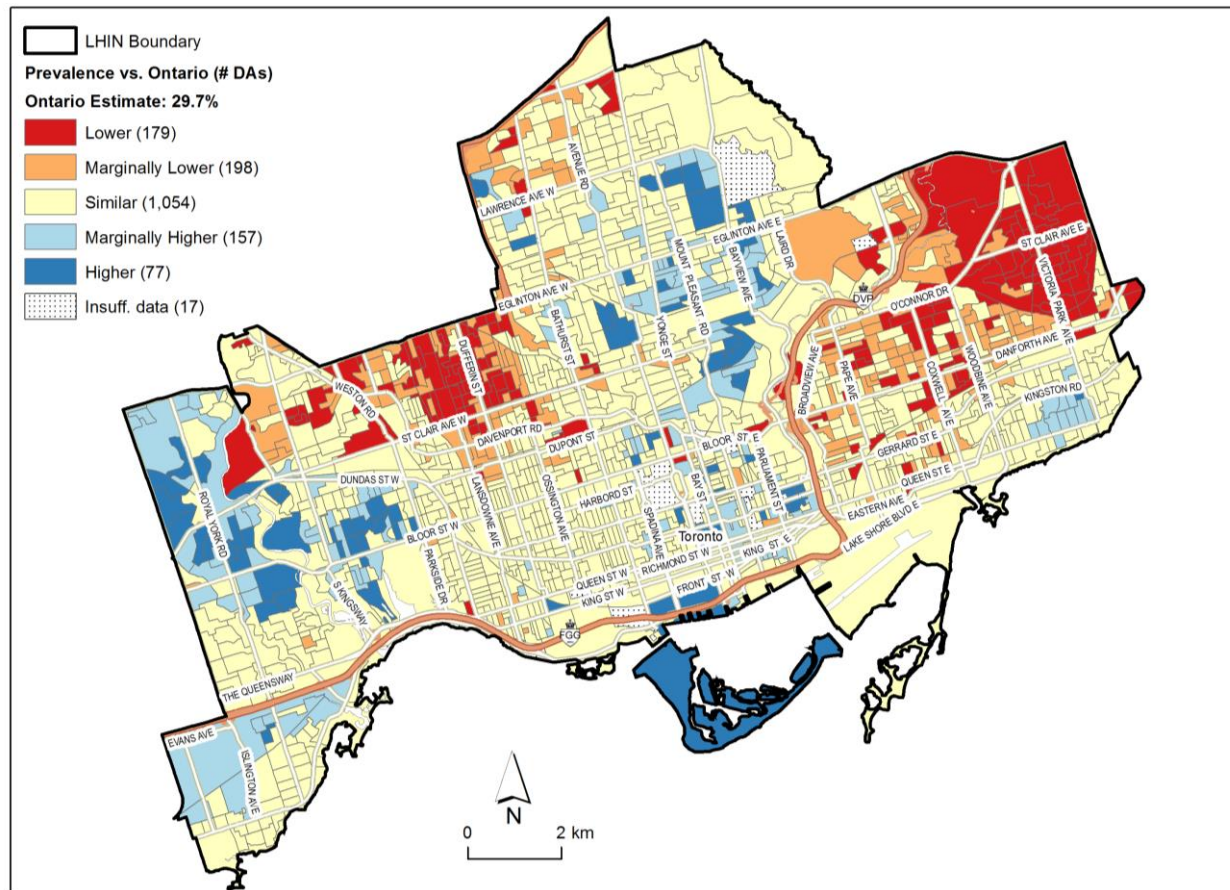 LHIN Boundary
Prevalence vs. Ontario (# DAs)
Ontario Estimate: 29.7%
Lower (179)
Marginally Lower (198)
Similar (1,054)
Marginally Higher (157)
Higher (77)
Insuff. data (17)
AVENUE RD
LAWRENCE AVE W
EGLINTON AVE E
LAIRD DR
BAYVIEW AVE
MOUNT PLEASANT RD
ST CLAIR AVE E
VICTORIA PARK AVE
EGLINTON AVE W
BATHURST ST
YONGE ST
DVP
O'CONNOR DR
DUFFERIN ST
WESTON RD
BROADVIEW AVE
PAPE AVE
COXWELL AVE
WOODBINE AVE
DANFORTH AVE
KINGSTON RD
ST CLAIR AVE W
DAVENPORT RD
DUPONT ST
BLOOR ST E
GERRARD ST E
QUEEN ST E
DUNDAS ST W
HARBORD ST
BAY ST
PARLIAMENT ST
EASTERN AVE
LAKE SHORE BLVD E
ROYAL YORK RD
BLOOR ST W
LANSDOWNE AVE
OSSINGTON AVE
SPADINA AVE
Toronto
PARKSIDE DR
S KINGSWAY
QUEEN ST W
RICHMOND ST W
KING ST E
KING ST W
FRONT ST W
FGG
THE QUEENSWAY
EVANS AVE
ISLINGTON AVE
N
0 2 km